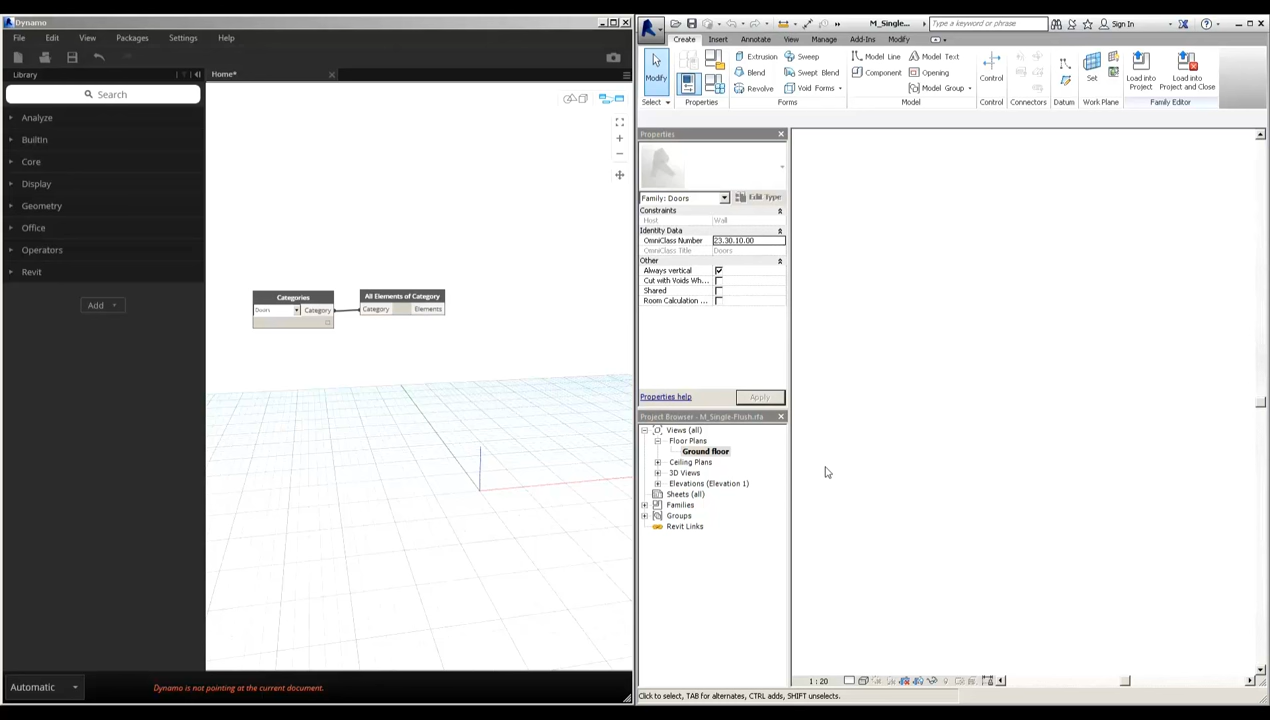 Dynamo
File Edit View Packages Settings Help
Library
Home*
Search
Analyze
Builtin
Core
Display
Geometry
Office
Operators
Revit
Add
Categories
Doors
Category
All Elements of Category
Category
Elements
Automatic
Dynamo is not pointing at the current document.
M_Single...
Type a keyword or phrase
Sign In
Create Insert Annotate View Manage Add-Ins Modify
Modify
Select
Properties
Extrusion
Sweep
Blend
Swept Blend
Revolve
Void Forms
Forms
Model Line
Model Text
Component
Opening
Model Group
Model
Control
Control
Connectors
Datum
Set
Work Plane
Load into
Project
Load into
Project and Close
Family Editor
Properties
Family: Doors
Edit Type
Constraints
Host Wall
Identity Data
OmniClass Number 23.30.10.00
OmniClass Title Doors
Other
Always vertical
Cut with Voids Wh...
Shared
Room Calculation ...
Properties help
Apply
Project Browser - M_Single-Flush.rfa
Views (all)
Floor Plans
Ground floor
Ceiling Plans
3D Views
Elevations (Elevation 1)
Sheets (all)
Families
Groups
Revit Links
1 : 20
Click to select, TAB for alternates, CTRL adds, SHIFT unselects.